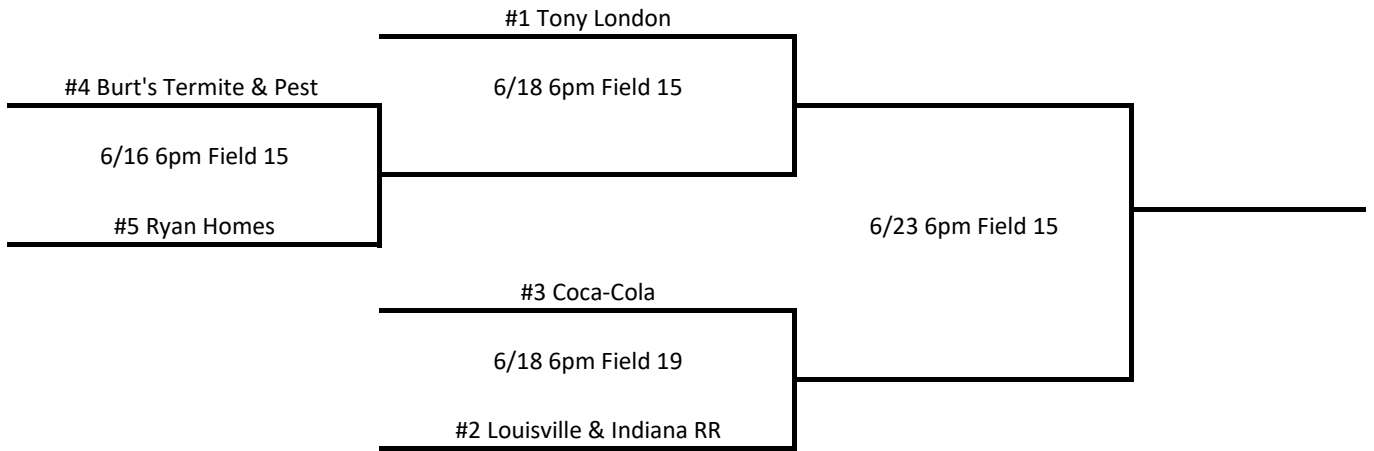 #1 Tony London
#4 Burt's Termite & Pest
6/18 6pm Field 15
6/16 6pm Field 15
#5 Ryan Homes
6/23 6pm Field 15
#3 Coca-Cola
6/18 6pm Field 19
#2 Louisville & Indiana RR